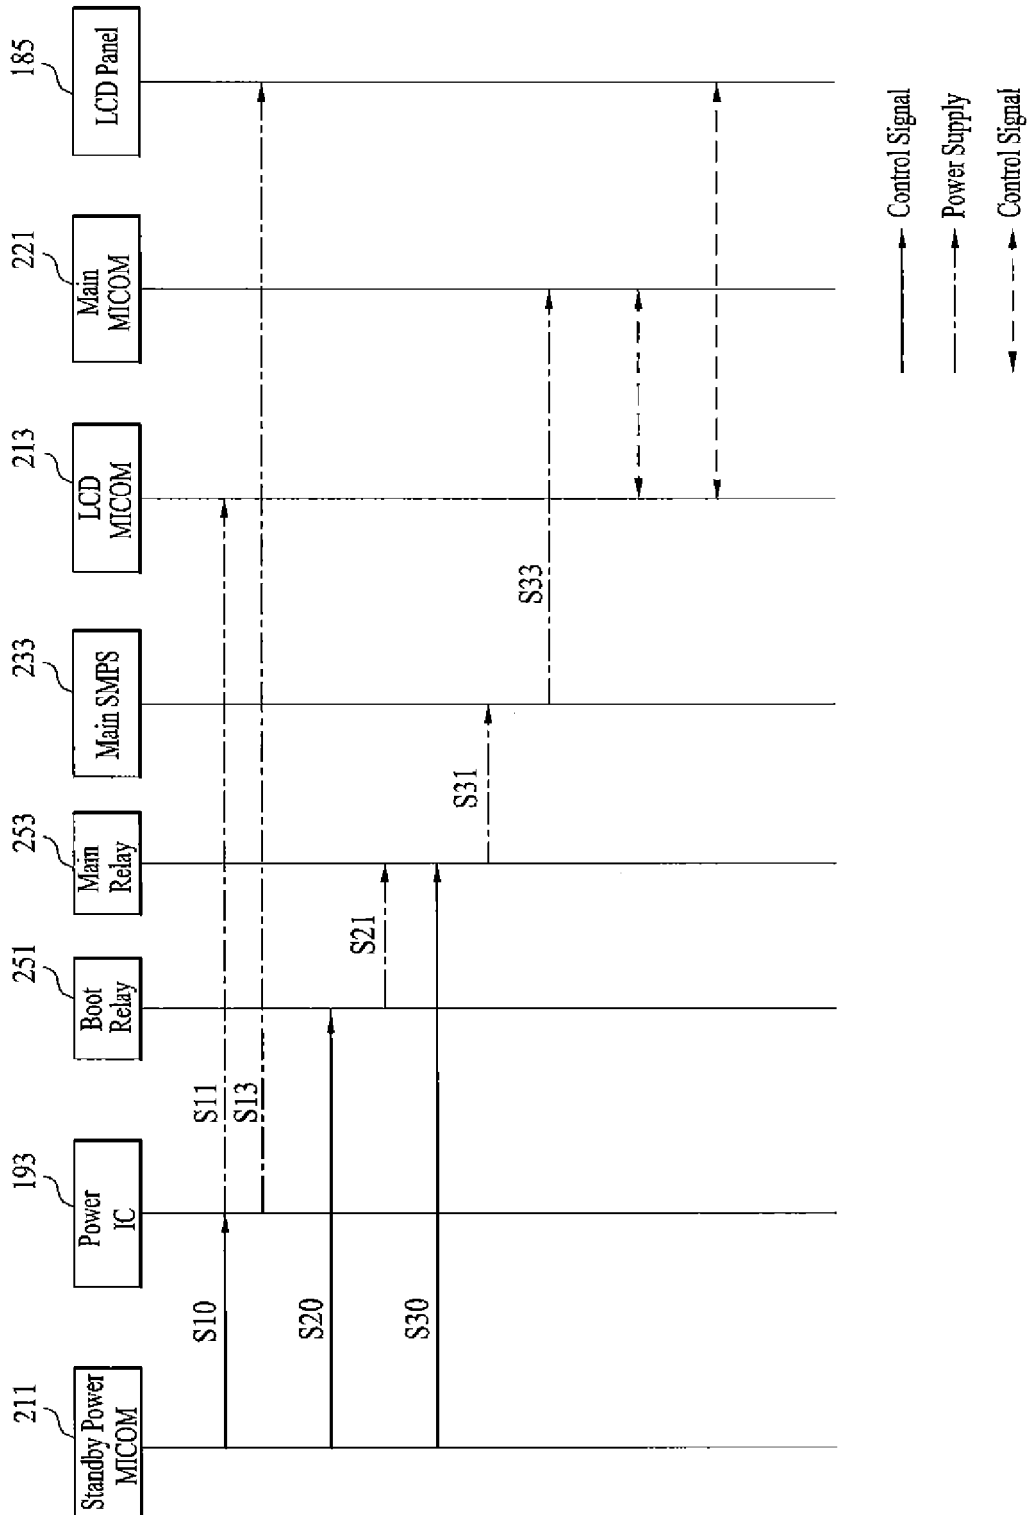 211
Standby Power
MICOM
193
Power
IC
251
Boot
Relay
253
Main
Relay
233
Main SMPS
213
LCD
MICOM
221
Main
MICOM
185
LCD Panel
S10
S11
S13
S20
S21
S30
S31
S33
Control Signal
Power Supply
Control Signal